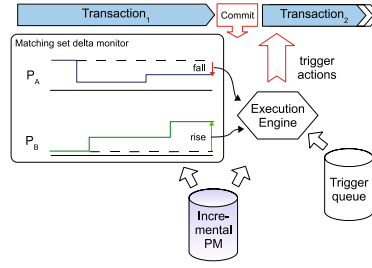 Transaction1
Commit
Transaction2
Matching set delta monitor
PA
fall
trigger
actions
Execution
Engine
PB
rise
Incre-
mental
PM
Trigger
queue